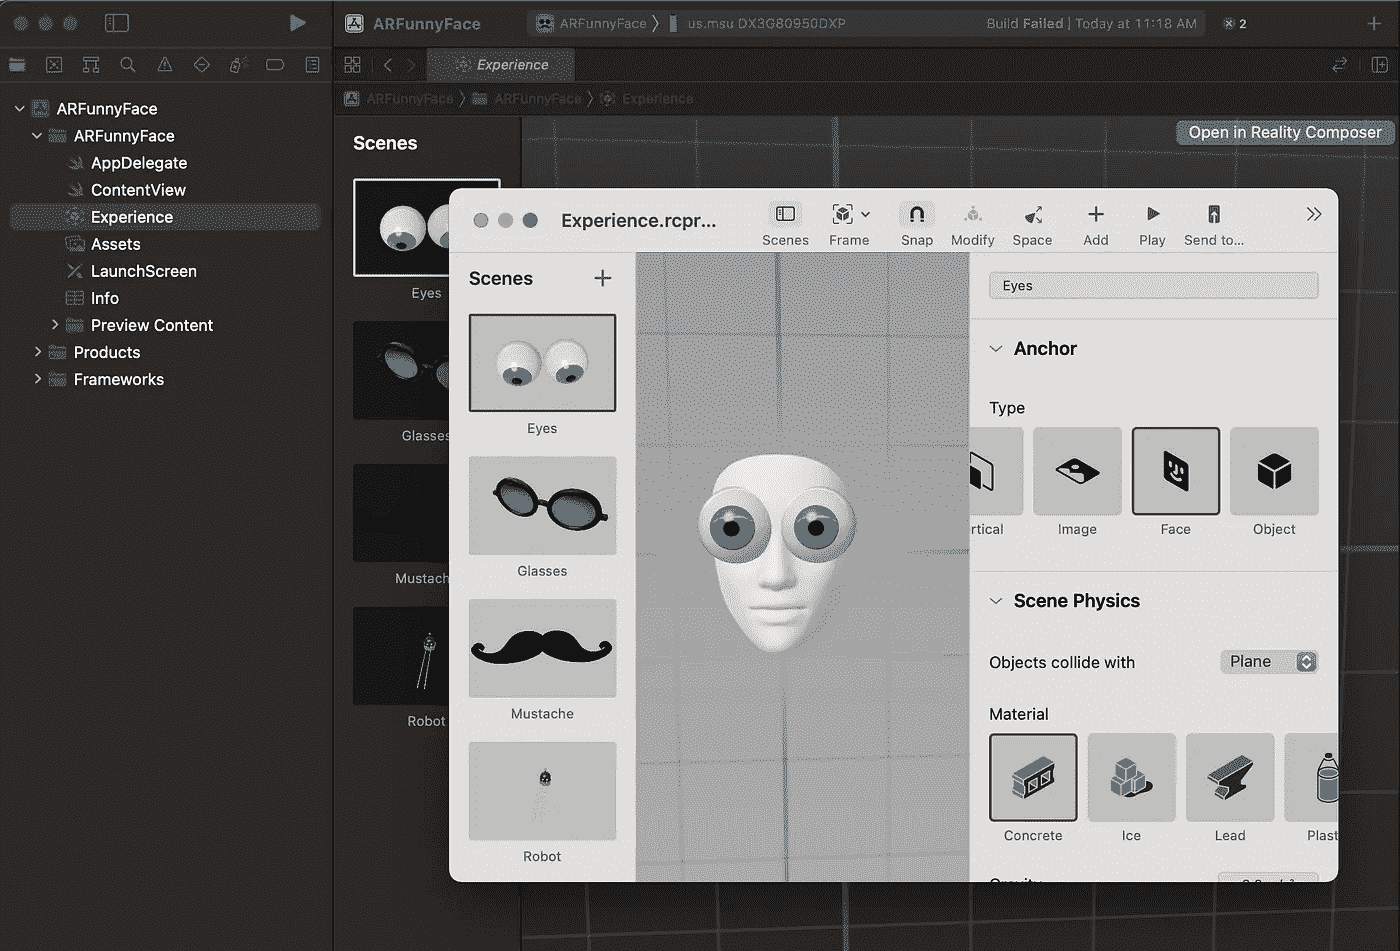 ARFunnyFace
ARFunnyFace
us.msu DX3G80950DXP
Build Failed | Today at 11:18 AM
2
Experience
ARFunnyFace
ARFunnyFace
Experience
ARFunnyFace
ARFunnyFace
AppDelegate
ContentView
Experience
Assets
LaunchScreen
Info
Preview Content
Products
Frameworks
Scenes
Open in Reality Composer
Eyes
Glasses
Mustach
Robot
Experience.rcpr...
Scenes
Frame
Snap
Modify
Space
Add
Play
Send to...
Scenes
Eyes
Glasses
Mustache
Robot
Eyes
Anchor
Type
rtical
Image
Face
Object
Scene Physics
Objects collide with
Plane
Material
Concrete
Ice
Lead
Plast